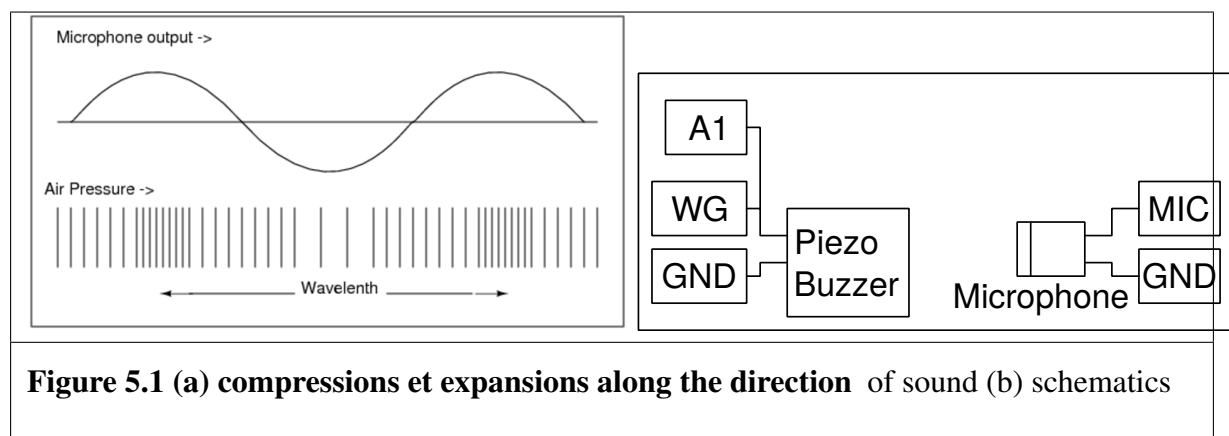 Microphone output ->
Air Pressure ->
Wavelenth
A1
WG
GND
Piezo
Buzzer
Microphone
MIC
GND
Figure 5.1 (a) compressions et expansions along the direction of sound (b) schematics